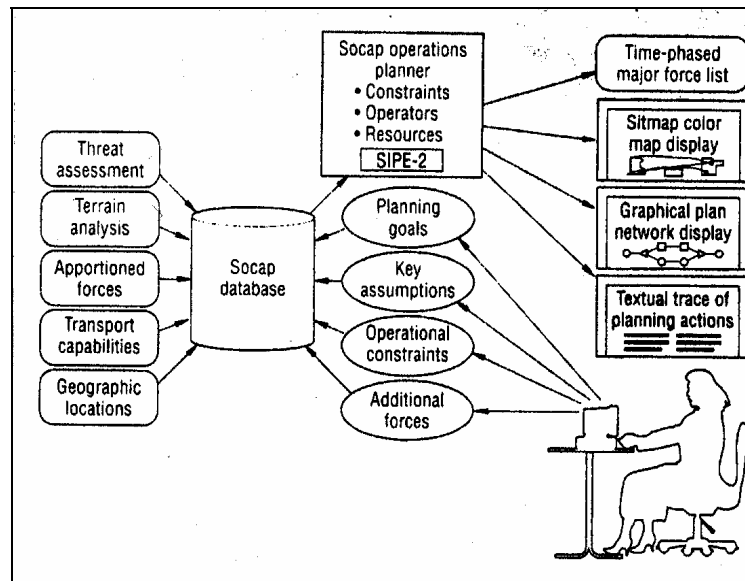 Socap operations
planner
• Constraints
• Operators
• Resources
SIPE-2
Time-phased
major force list
Sitmap color
map display
Graphical plan
network display
Textual trace of
planning actions
Threat
assessment
Terrain
analysis
Apportioned
forces
Transport
capabilities
Geographic
locations
Socap
database
Planning
goals
Key
assumptions
Operational
constraints
Additional
forces